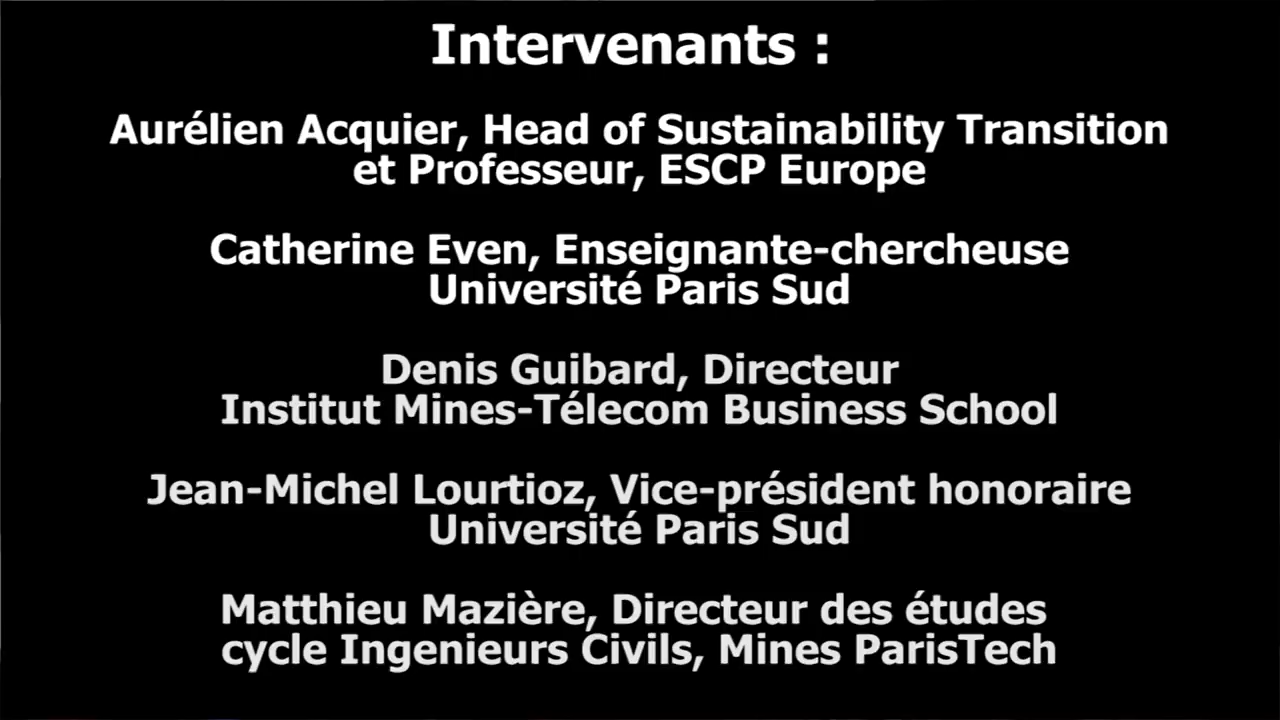 Intervenants :
Aurélien Acquier, Head of Sustainability Transition
et Professeur, ESCP Europe
Catherine Even, Enseignante-chercheuse
Université Paris Sud
Denis Guibard, Directeur
Institut Mines-Télecom Business School
Jean-Michel Lourtioz, Vice-président honoraire
Université Paris Sud
Matthieu Mazière, Directeur des études
cycle Ingenieurs Civils, Mines ParisTech